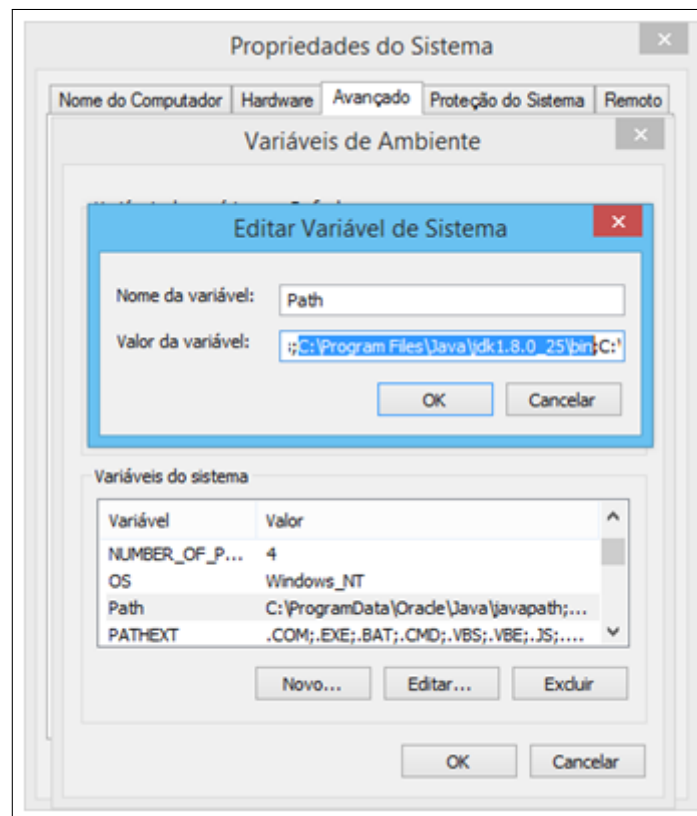 Propriedades do Sistema
Nome do Computador Hardware Avançado Proteção do Sistema Remoto
Variáveis de Ambiente
Editar Variável de Sistema
Nome da variável: Path
Valor da variável: ;C:\Program Files\Java\jdk1.8.0_25\bin;C:\
OK Cancelar
Variáveis do sistema
Variável Valor
NUMBER_OF_P... 4
OS Windows_NT
Path C:\ProgramData\Oracle\Java\javapath;...
PATHEXT .COM;.EXE;.BAT;.CMD;.VBS;.VBE;.JS;....
Novo... Editar... Excluir
OK Cancelar